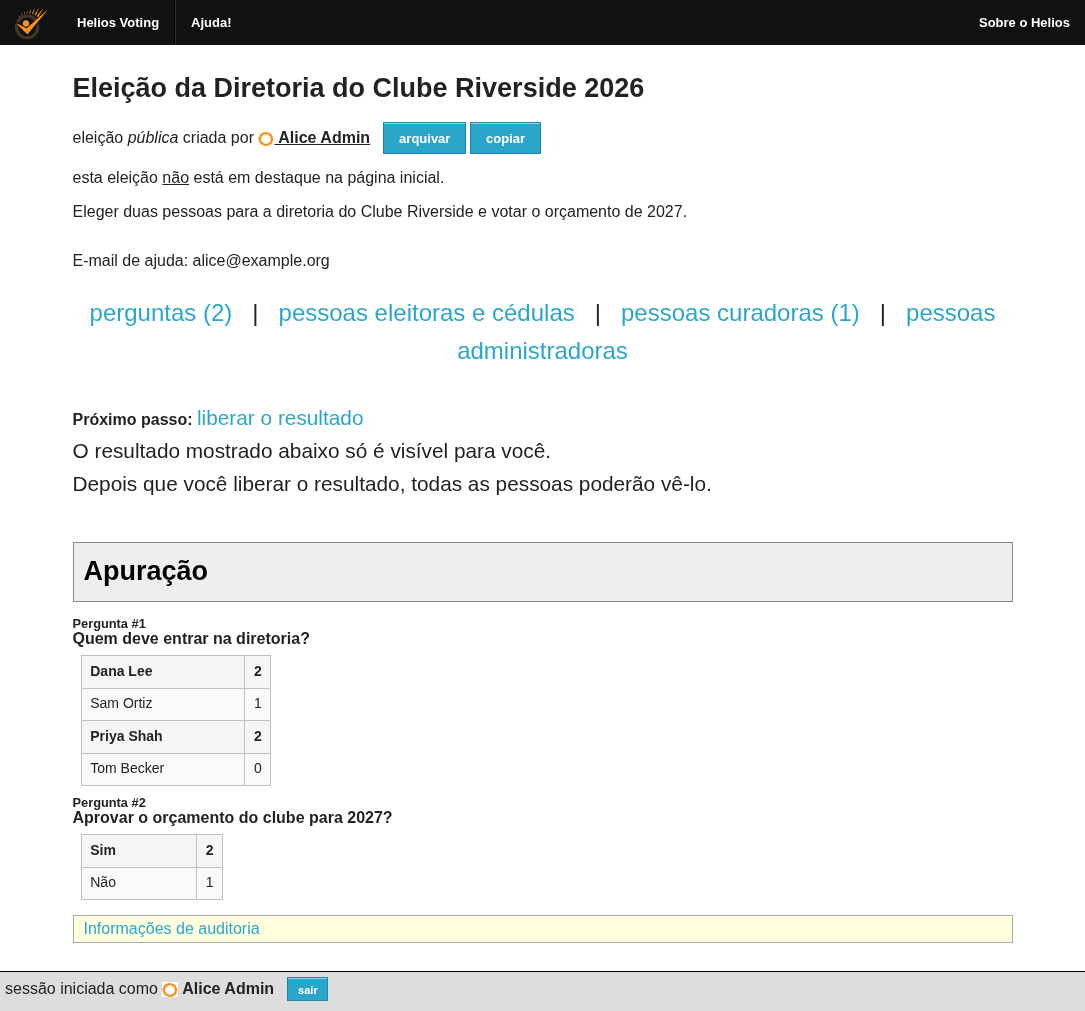 Helios Voting Ajuda! Sobre o Helios
Eleição da Diretoria do Clube Riverside 2026
eleição pública criada por Alice Admin arquivar copiar
esta eleição não está em destaque na página inicial.
Eleger duas pessoas para a diretoria do Clube Riverside e votar o orçamento de 2027.
E-mail de ajuda: alice@example.org
perguntas (2) | pessoas eleitoras e cédulas | pessoas curadoras (1) | pessoas
administradoras
Próximo passo: liberar o resultado
O resultado mostrado abaixo só é visível para você.
Depois que você liberar o resultado, todas as pessoas poderão vê-lo.
Apuração
Pergunta #1
Quem deve entrar na diretoria?
Dana Lee 2
Sam Ortiz 1
Priya Shah 2
Tom Becker 0
Pergunta #2
Aprovar o orçamento do clube para 2027?
Sim 2
Não 1
Informações de auditoria
sessão iniciada como Alice Admin sair